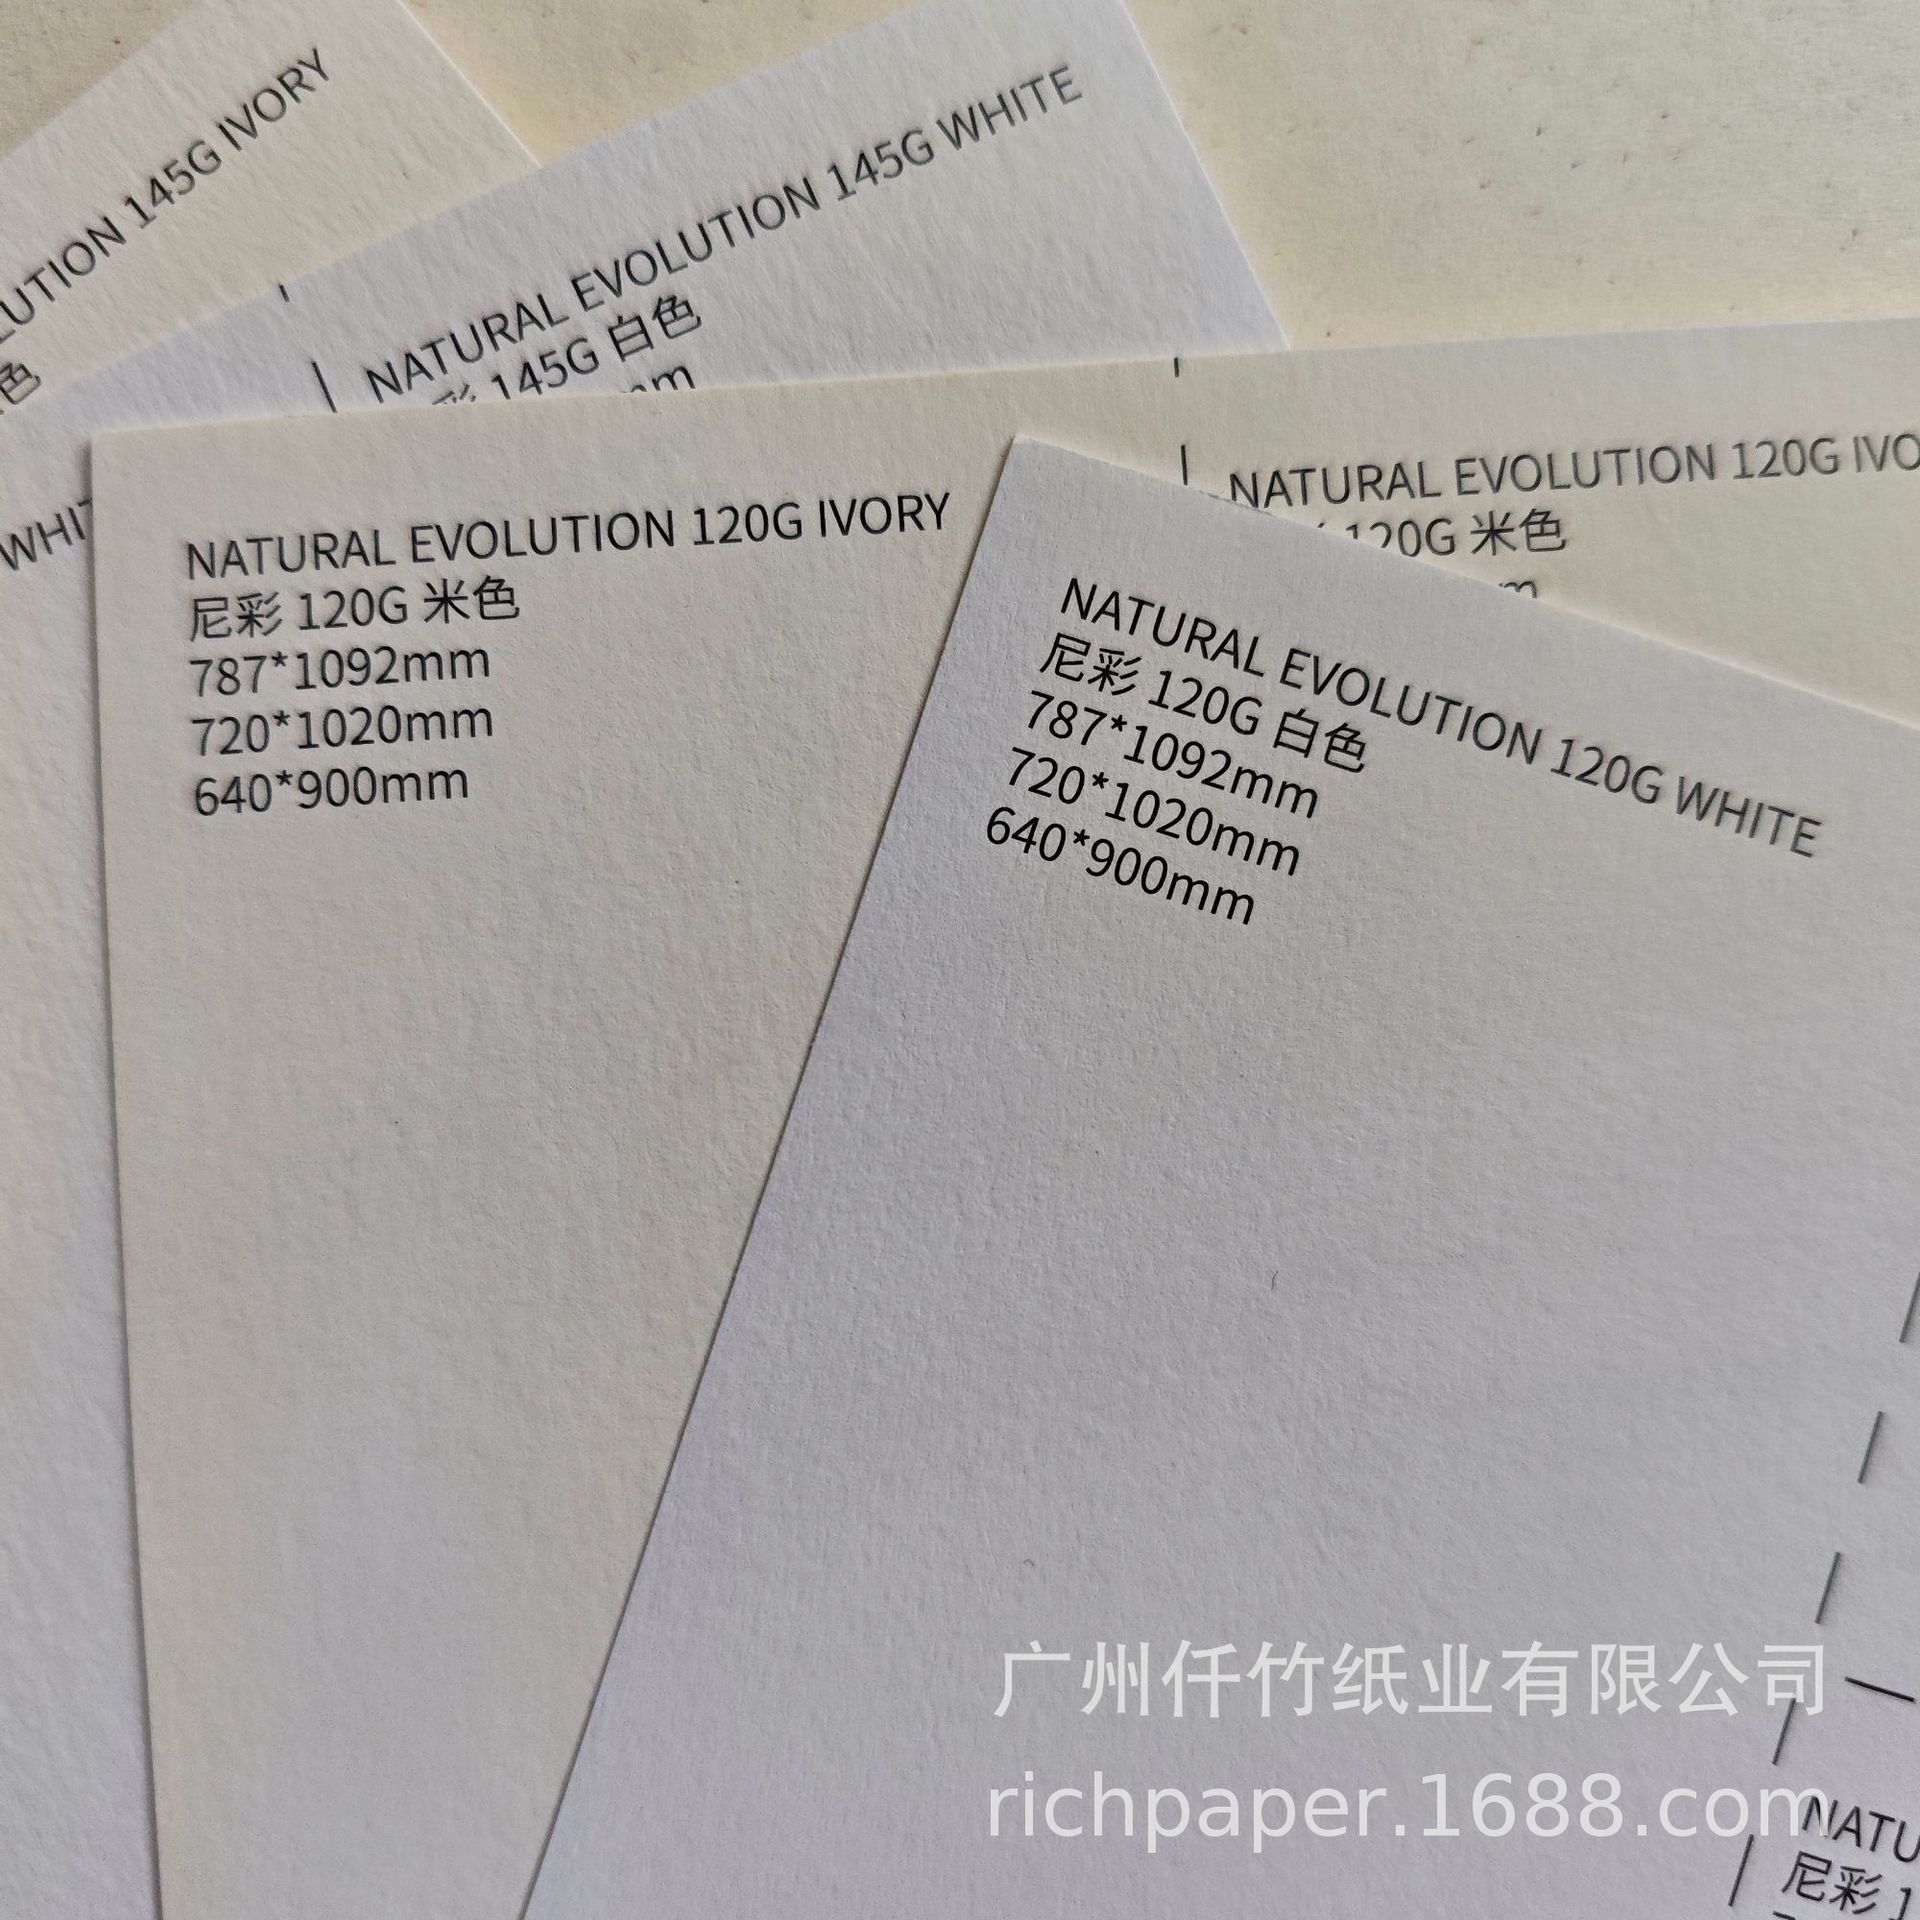 145G IVORY
色
NATURAL EVOLUTION 145G WHITE
彩 145G 白色
NATURAL EVOLUTION 120G IVORY
尼彩 120G 米色
787*1092mm
720*1020mm
640*900mm
NATURAL EVOLUTION 120G
120G 米色
NATURAL EVOLUTION 120G WHITE
尼彩 120G 白色
787*1092mm
720*1020mm
640*900mm
广州仟竹纸业有限公司
richpaper.1688.com
尼彩